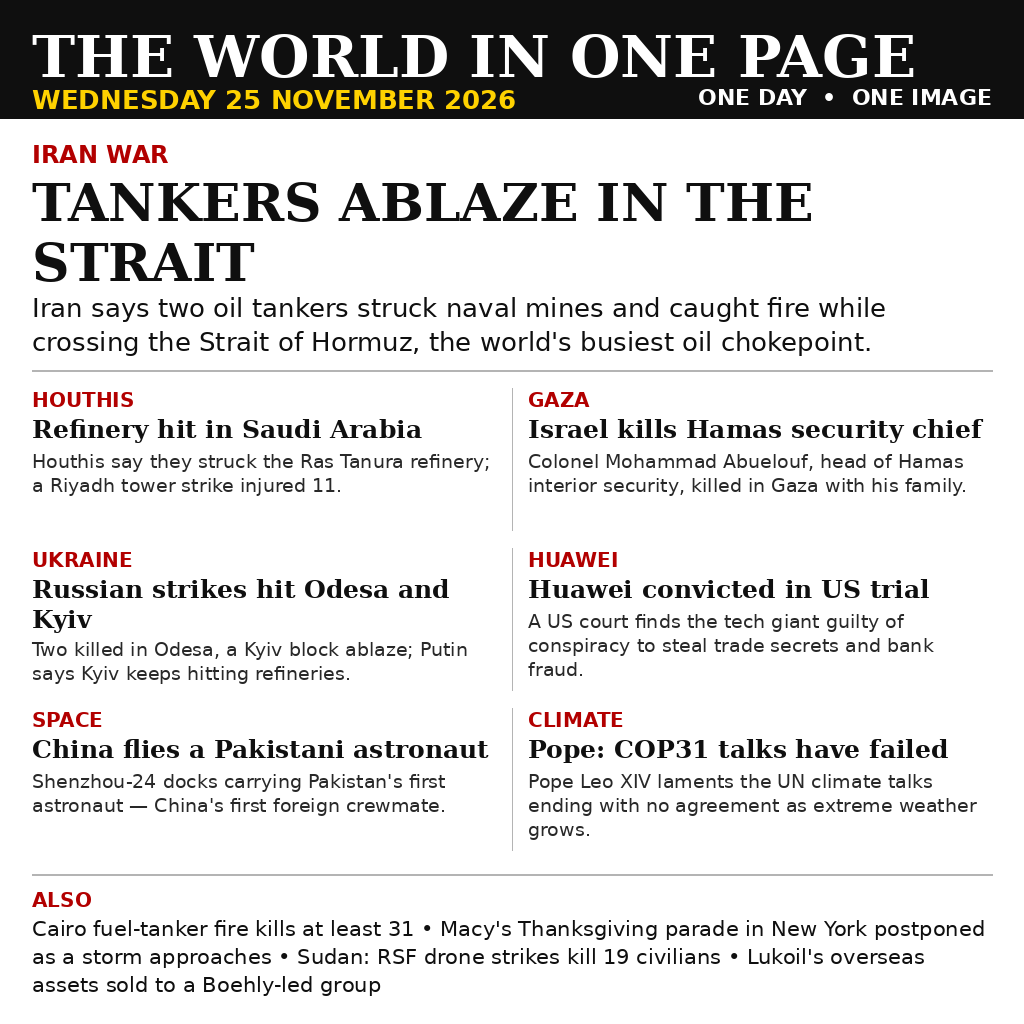 THE WORLD IN ONE PAGE
WEDNESDAY 25 NOVEMBER 2026
ONE DAY • ONE IMAGE
IRAN WAR
TANKERS ABLAZE IN THE
STRAIT
Iran says two oil tankers struck naval mines and caught fire while
crossing the Strait of Hormuz, the world's busiest oil chokepoint.
HOUTHIS
Refinery hit in Saudi Arabia
Houthis say they struck the Ras Tanura refinery;
a Riyadh tower strike injured 11.
GAZA
Israel kills Hamas security chief
Colonel Mohammad Abuelouf, head of Hamas
interior security, killed in Gaza with his family.
UKRAINE
Russian strikes hit Odesa and
Kyiv
Two killed in Odesa, a Kyiv block ablaze; Putin
says Kyiv keeps hitting refineries.
HUAWEI
Huawei convicted in US trial
A US court finds the tech giant guilty of
conspiracy to steal trade secrets and bank
fraud.
SPACE
China flies a Pakistani astronaut
Shenzhou-24 docks carrying Pakistan's first
astronaut — China's first foreign crewmate.
CLIMATE
Pope: COP31 talks have failed
Pope Leo XIV laments the UN climate talks
ending with no agreement as extreme weather
grows.
ALSO
Cairo fuel-tanker fire kills at least 31 • Macy's Thanksgiving parade in New York postponed
as a storm approaches • Sudan: RSF drone strikes kill 19 civilians • Lukoil's overseas
assets sold to a Boehly-led group